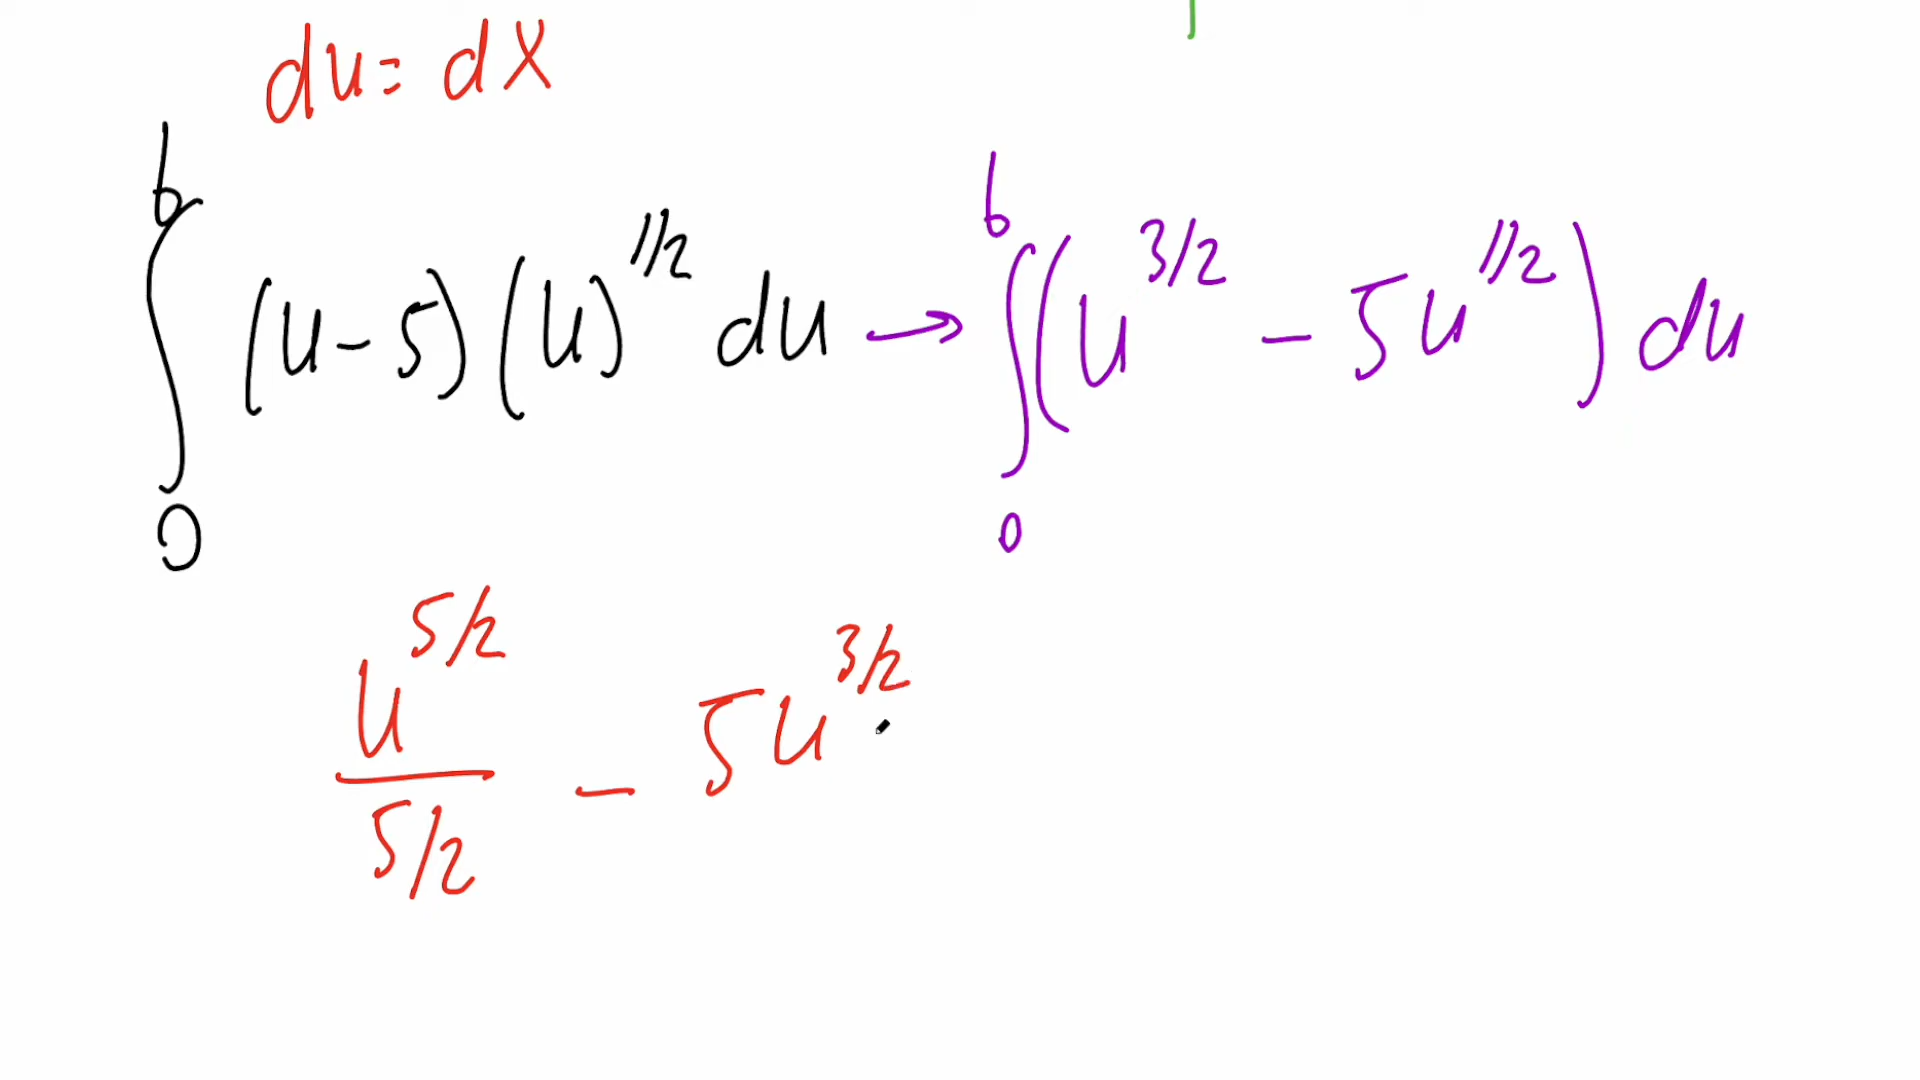 du = dx
∫₀⁶ (u-5)(u)^1/2 du → ∫₀⁶ (u^3/2 - 5u^1/2) du
u^5/2 / 5/2 - 5u^3/2